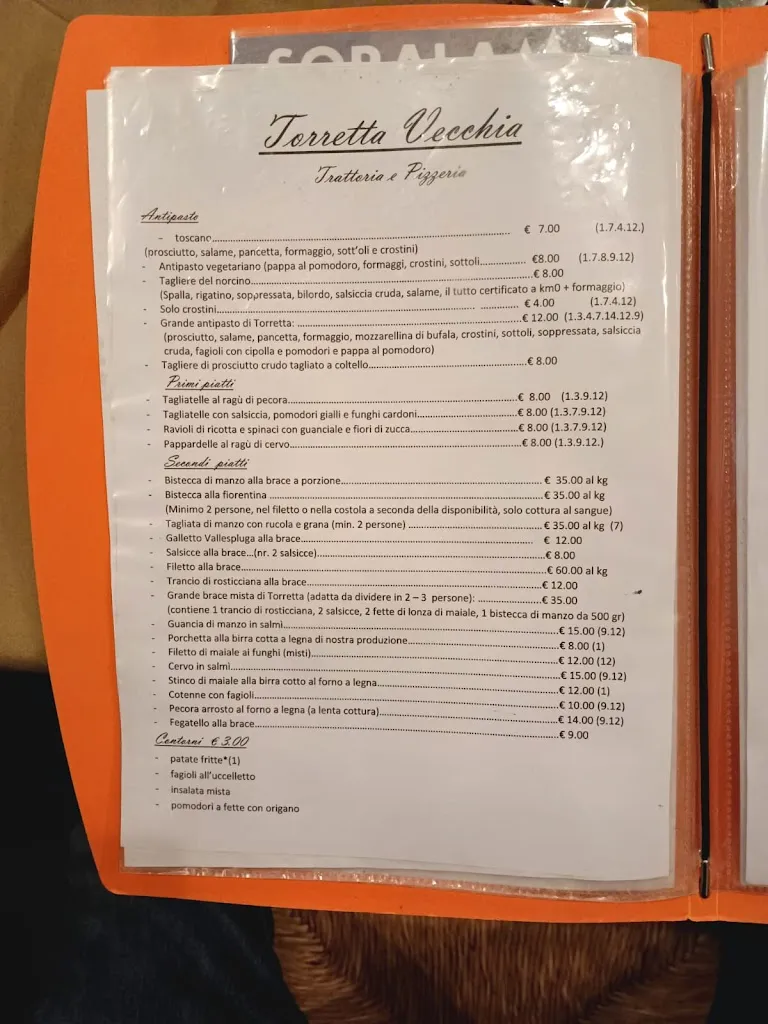 Torretta Vecchia
Trattoria e Pizzeria
Antipasto
- toscano.......... € 7.00 (1.7.4.12.)
(prosciutto, salame, pancetta, formaggio, sott'oli e crostini)
- Antipasto vegetariano (pappa al pomodoro, formaggi, crostini, sottoli.......... €8.00 (1.7.8.9.12)
- Tagliere del norcino.......... € 8.00
(Spalla, rigatino, soppressata, bilordo, salsiccia cruda, salame, il tutto certificato a km0 + formaggio)
- Solo crostini.......... € 4.00 (1.7.4.12)
- Grande antipasto di Torretta: .......... € 12.00 (1.3.4.7.14.12.9)
(prosciutto, salame, pancetta, formaggio, mozzarellina di bufala, crostini, sottoli, soppressata, salsiccia
cruda, fagioli con cipolla e pomodori e pappa al pomodoro)
- Tagliere di prosciutto crudo tagliato a coltello.......... € 8.00
Primi piatti
- Tagliatelle al ragù di pecora.......... € 8.00 (1.3.9.12)
- Tagliatelle con salsiccia, pomodori gialli e funghi cardoni.......... € 8.00 (1.3.7.9.12)
- Ravioli di ricotta e spinaci con guanciale e fiori di zucca.......... € 8.00 (1.3.7.9.12)
- Pappardelle al ragù di cervo.......... € 8.00 (1.3.9.12.)
Secondi piatti
- Bistecca di manzo alla brace a porzione.......... € 35.00 al kg
- Bistecca alla fiorentina .......... € 35.00 al kg
(Minimo 2 persone, nel filetto o nella costola a seconda della disponibilità, solo cottura al sangue)
- Tagliata di manzo con rucola e grana (min. 2 persone) .......... € 35.00 al kg (7)
- Galletto Vallespluga alla brace.......... € 12.00
- Salsicce alla brace...(nr. 2 salsicce).......... € 8.00
- Filetto alla brace.......... € 60.00 al kg
- Trancio di rosticciana alla brace.......... € 12.00
- Grande brace mista di Torretta (adatta da dividere in 2 – 3 persone): .......... € 35.00
(contiene 1 trancio di rosticciana, 2 salsicce, 2 fette di lonza di maiale, 1 bistecca di manzo da 500 gr)
- Guancia di manzo in salmì.......... € 15.00 (9.12)
- Porchetta alla birra cotta a legna di nostra produzione.......... € 8.00 (1)
- Filetto di maiale ai funghi (misti).......... € 12.00 (12)
- Cervo in salmì.......... € 15.00 (9.12)
- Stinco di maiale alla birra cotto al forno a legna.......... € 12.00 (1)
- Cotenne con fagioli.......... € 10.00 (9.12)
- Pecora arrosto al forno a legna (a lenta cottura).......... € 14.00 (9.12)
- Fegatello alla brace.......... € 9.00
Contorni € 3.00
- patate fritte*(1)
- fagioli all'uccelletto
- insalata mista
- pomodori a fette con origano